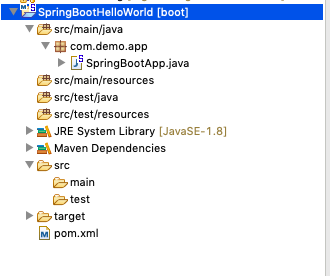 SpringBootHelloWorld [boot]
src/main/java
com.demo.app
SpringBootApp.java
src/main/resources
src/test/java
src/test/resources
JRE System Library [JavaSE-1.8]
Maven Dependencies
src
main
test
target
pom.xml